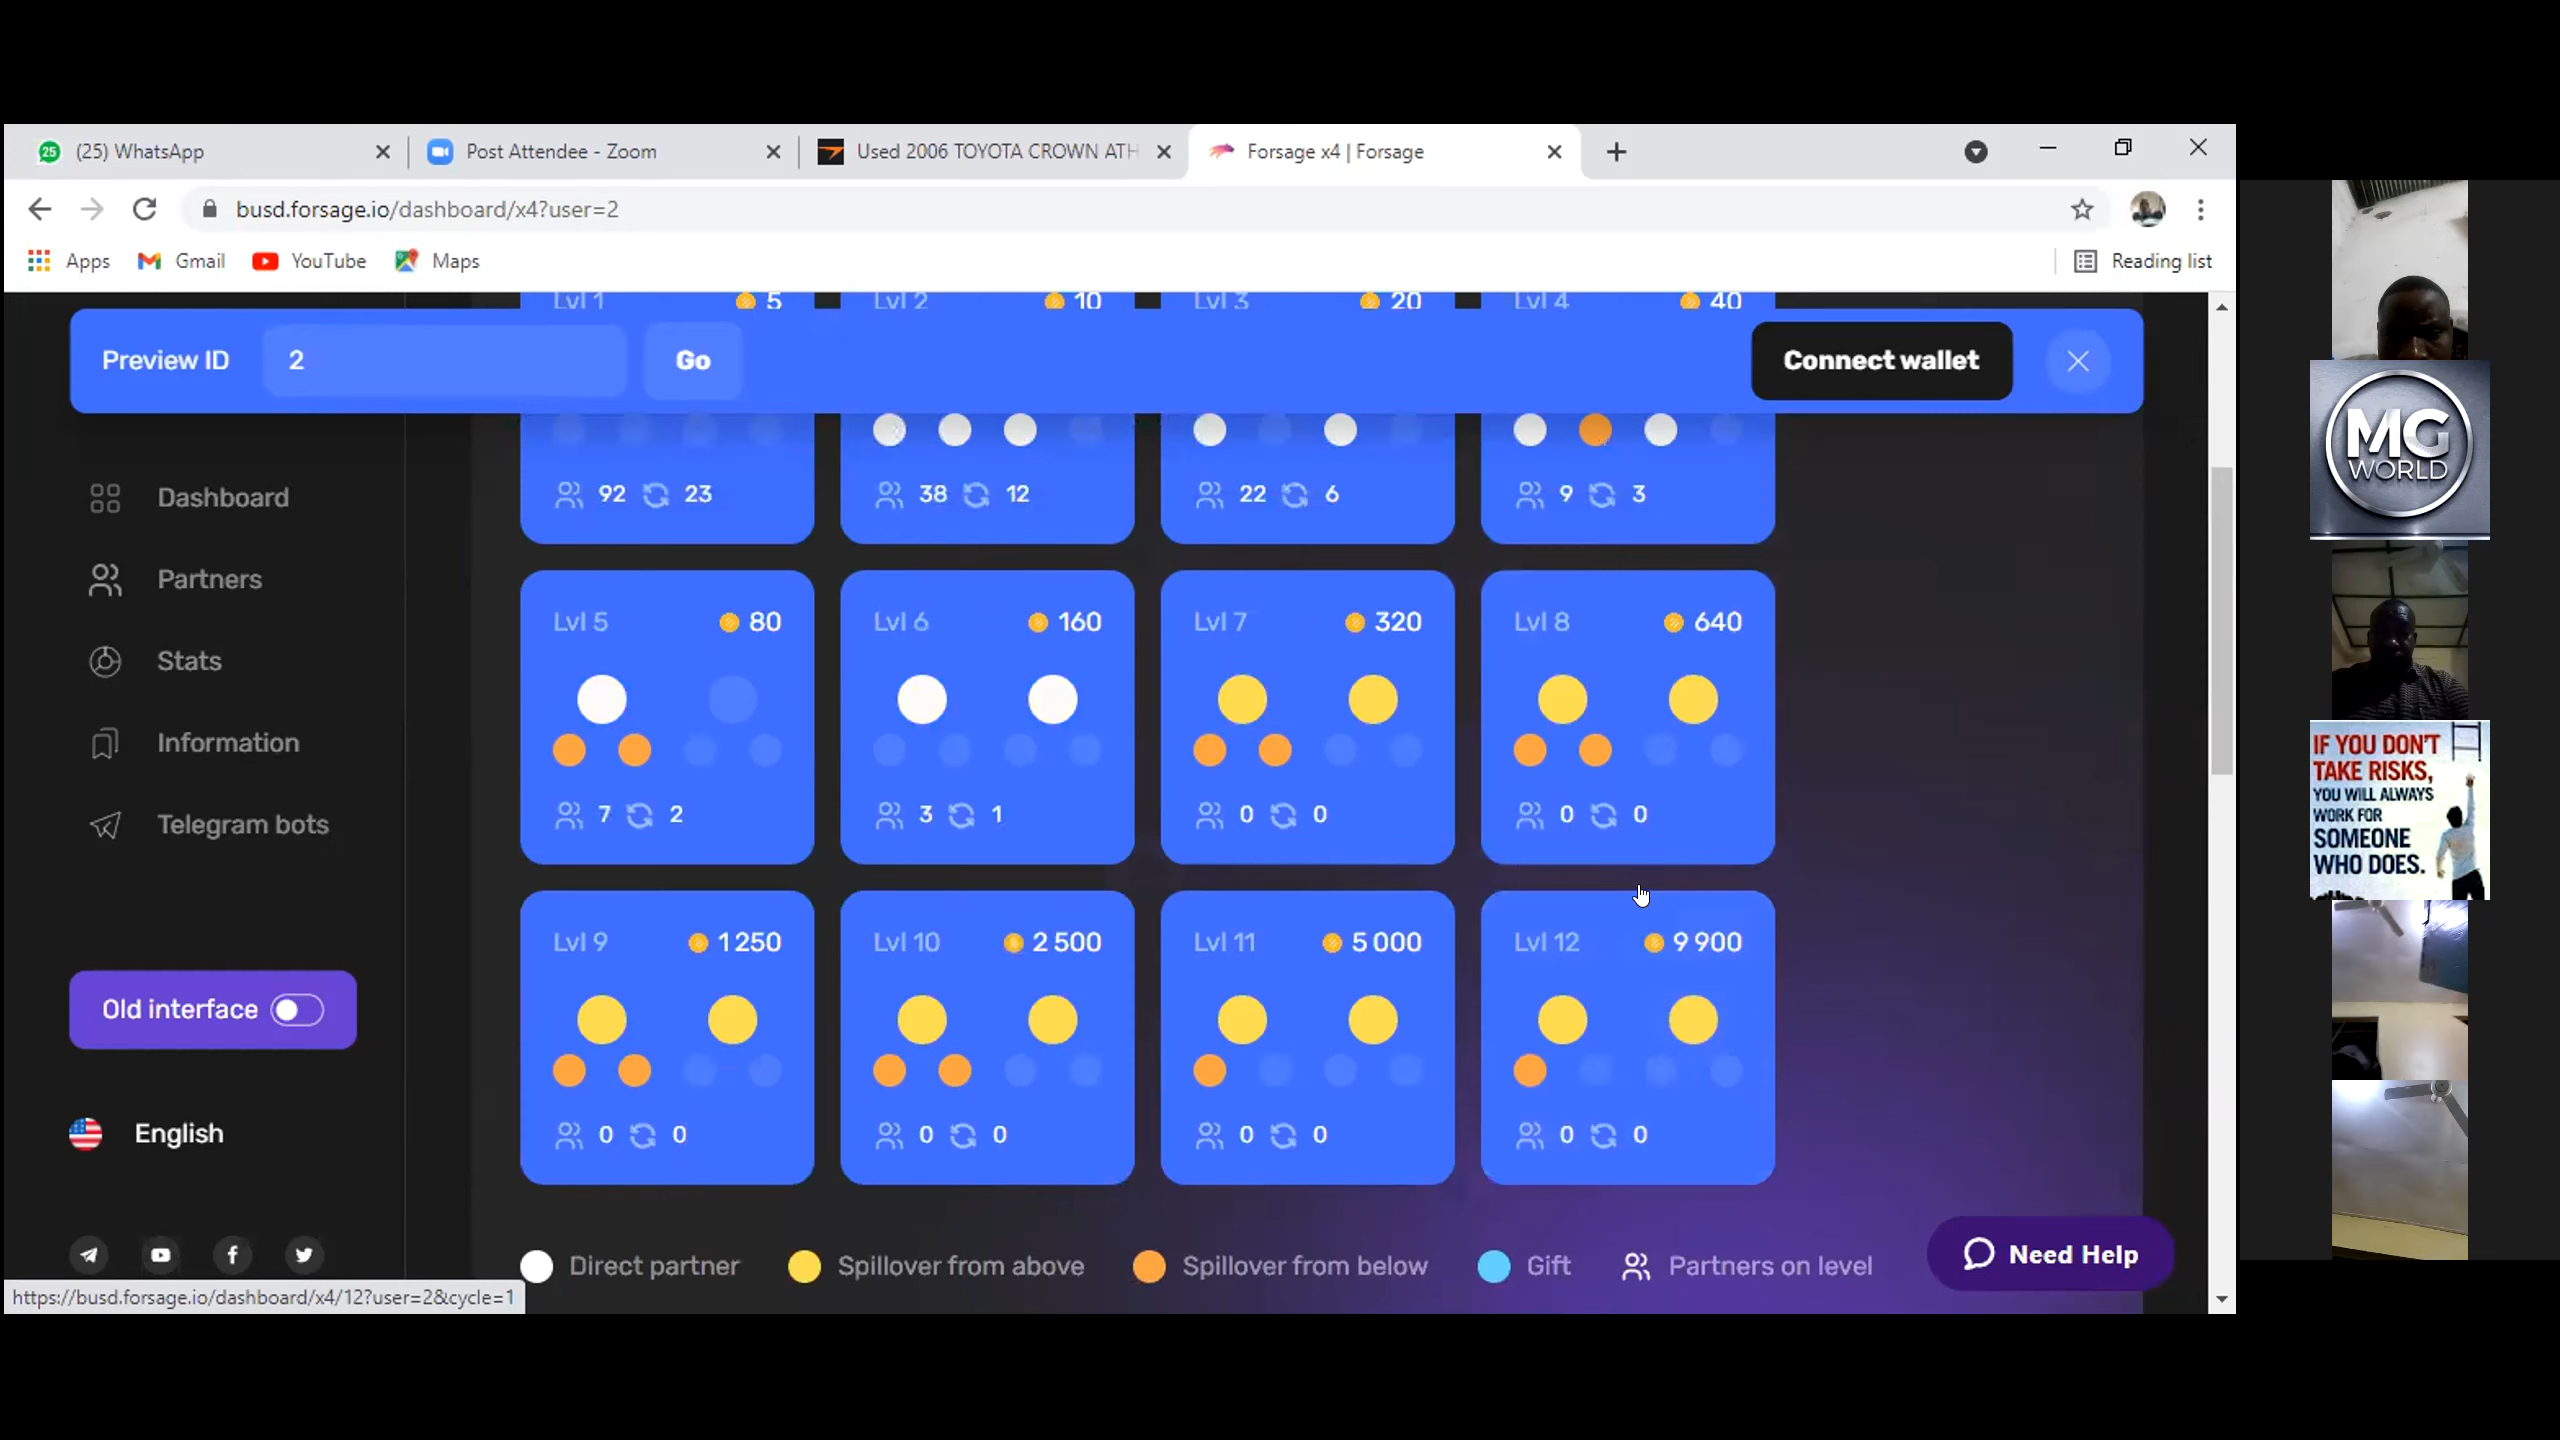 25 (25) WhatsApp
Post Attendee - Zoom
Used 2006 TOYOTA CROWN ATH
Forsage x4 | Forsage
busd.forsage.io/dashboard/x4?user=2
Apps
Gmail
YouTube
Maps
Reading list
Lvl 1 5
Lvl 2 10
Lvl 3 20
Lvl 4 40
Preview ID 2 Go
Connect wallet
92 23
38 12
22 6
9 3
Dashboard
Partners
Stats
Information
Telegram bots
Old interface
English
Lvl 5 80
7 2
Lvl 6 160
3 1
Lvl 7 320
0 0
Lvl 8 640
0 0
Lvl 9 1 250
0 0
Lvl 10 2 500
0 0
Lvl 11 5 000
0 0
Lvl 12 9 900
0 0
Direct partner
Spillover from above
Spillover from below
Gift
Partners on level
Need Help
https://busd.forsage.io/dashboard/x4/12?user=2&cycle=1
MG
WORLD
IF YOU DON'T
TAKE RISKS,
YOU WILL ALWAYS
WORK FOR
SOMEONE
WHO DOES.